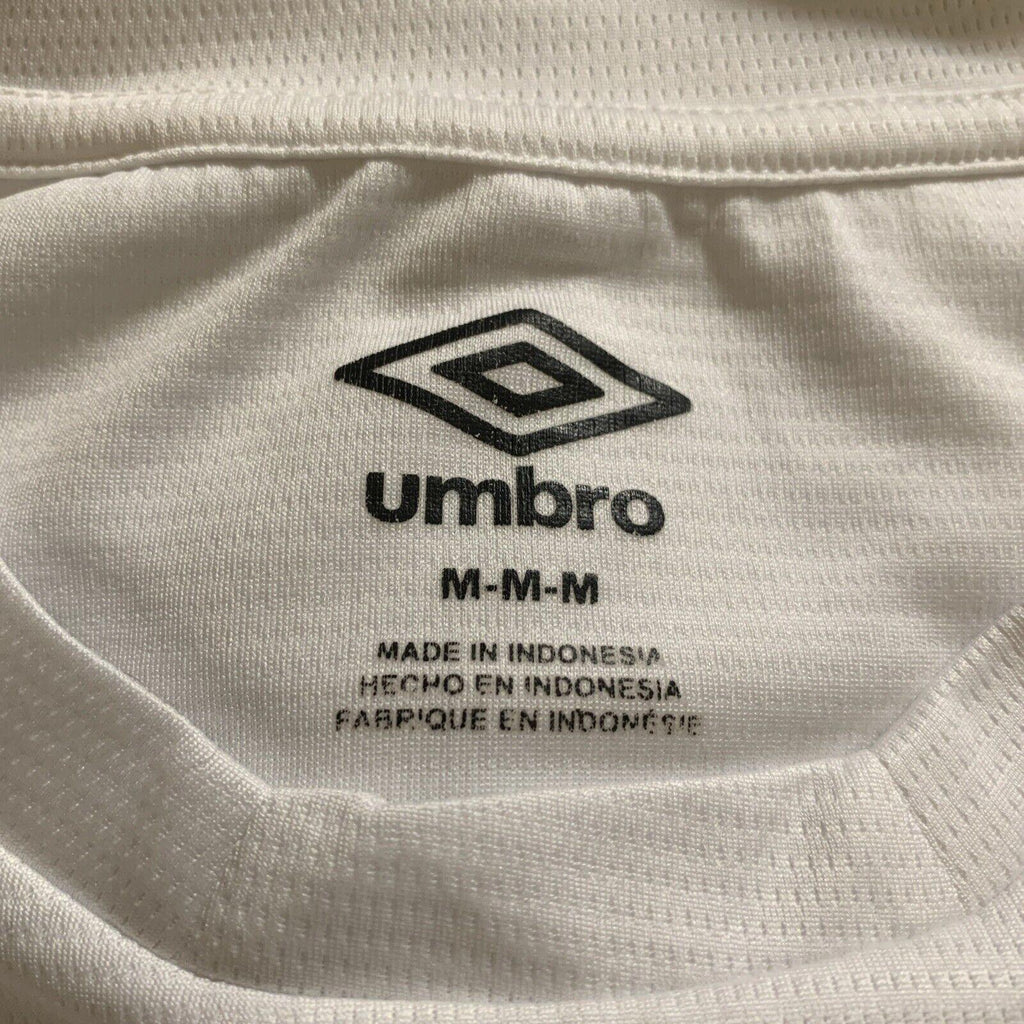 umbro
M-M-M
MADE IN INDONESIA
HECHO EN INDONESIA
FABRIQUE EN INDONÉSIE